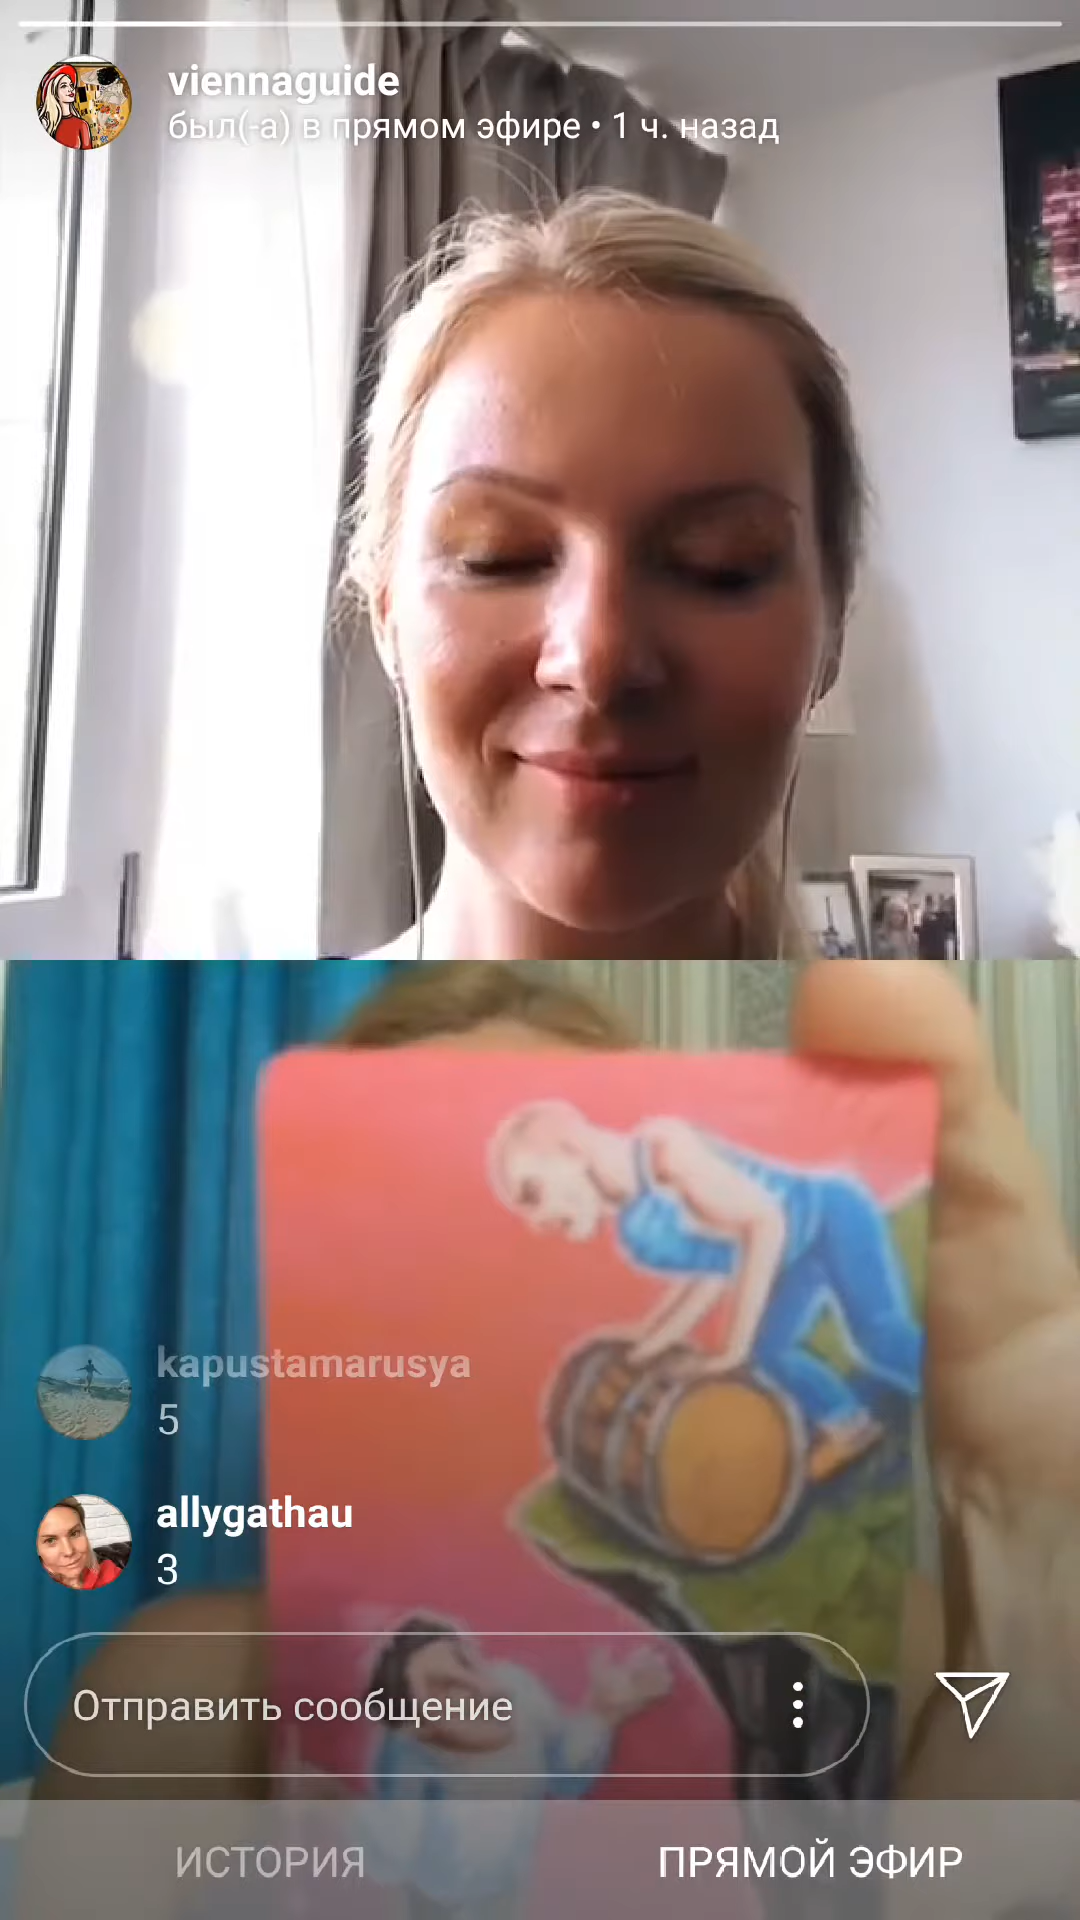 viennaguide
был(-а) в прямом эфире • 1 ч. назад
kapustamarusya
5
allygathau
3
Отправить сообщение
ИСТОРИЯ
ПРЯМОЙ ЭФИР